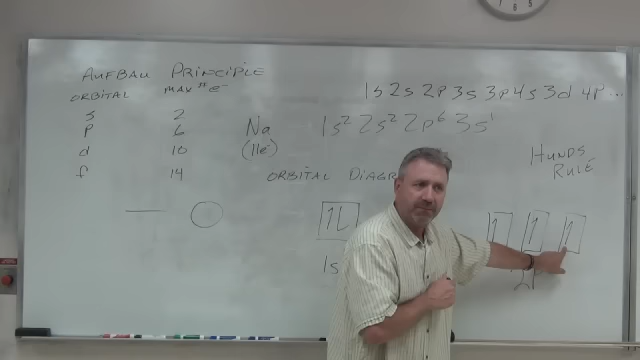 AUFBAU PRINCIPLE
ORBITAL MAX # e-
s 2
p 6
d 10
f 14
Na
(11e-)
1s 2s 2p 3s 3p 4s 3d 4p ...
1s² 2s² 2p⁶ 3s¹
HUNDS
RULE
ORBITAL DIAGR
1s